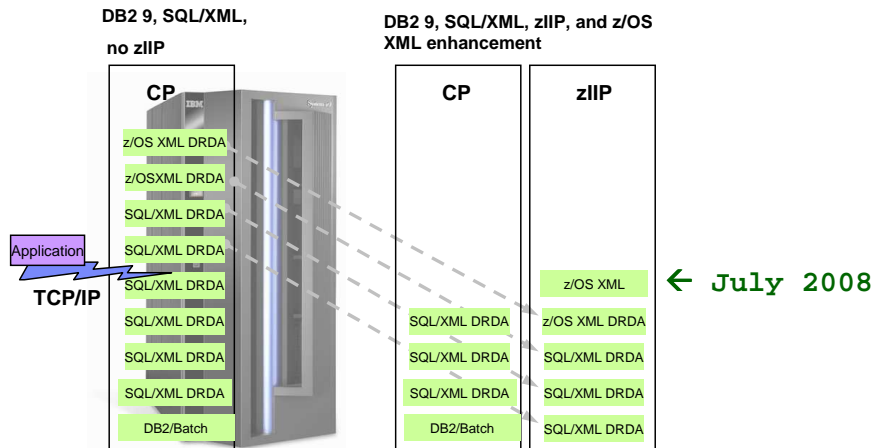 DB2 9, SQL/XML,
no zIIP
DB2 9, SQL/XML, zIIP, and z/OS
XML enhancement
CP
IBM
z/OS XML DRDA
z/OSXML DRDA
SQL/XML DRDA
SQL/XML DRDA
SQL/XML DRDA
SQL/XML DRDA
SQL/XML DRDA
SQL/XML DRDA
DB2/Batch
Application
TCP/IP
CP
SQL/XML DRDA
SQL/XML DRDA
SQL/XML DRDA
DB2/Batch
zIIP
z/OS XML
z/OS XML DRDA
SQL/XML DRDA
SQL/XML DRDA
SQL/XML DRDA
← July 2008